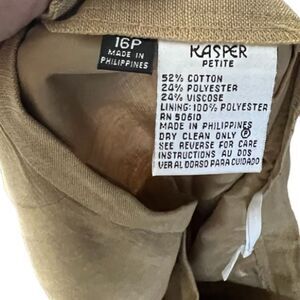 16P
MADE IN
PHILIPPINES
KASPER
PETITE
52% COTTON
24% POLYESTER
24% VISCOSE
LINING: 100% POLYESTER
RN 50610
MADE IN PHILIPPINES
DRY CLEAN ONLY Ⓟ
SEE REVERSE FOR CARE
INSTRUCTIONS AU DOS
VER AL DORSO PARA CUIDADO